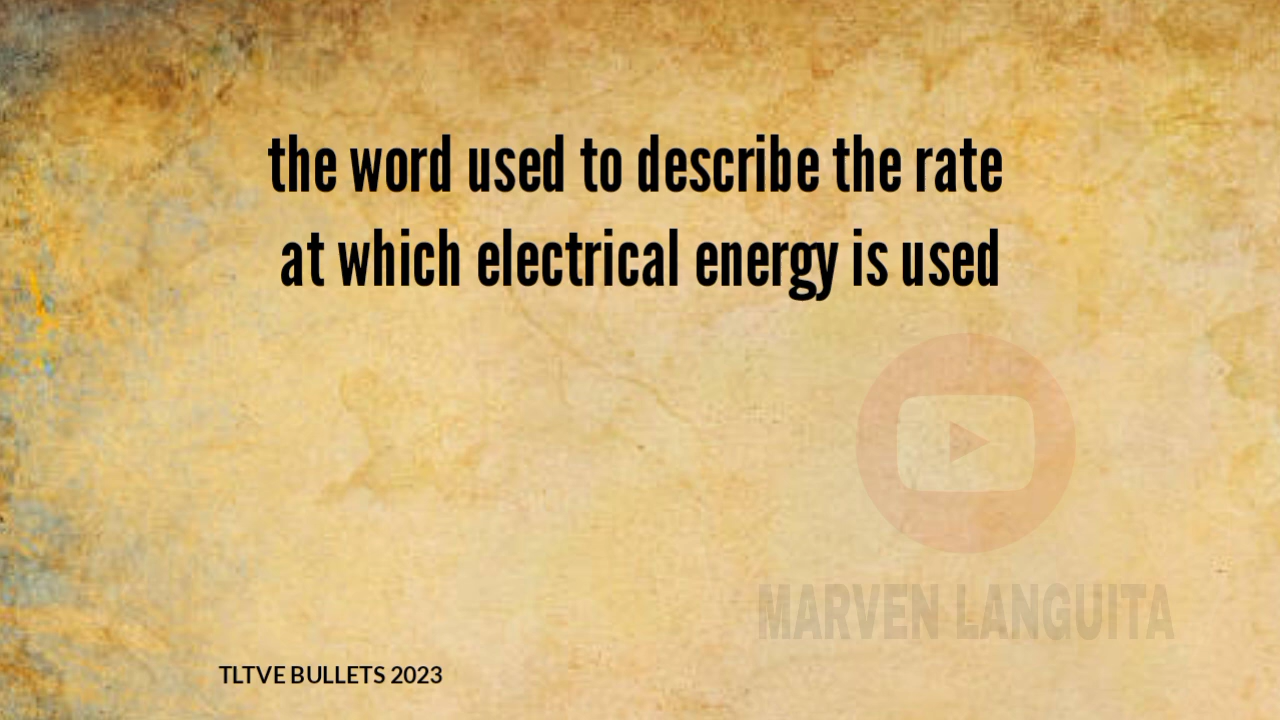 the word used to describe the rate
at which electrical energy is used
MARVEN LANGUITA
TLTVE BULLETS 2023